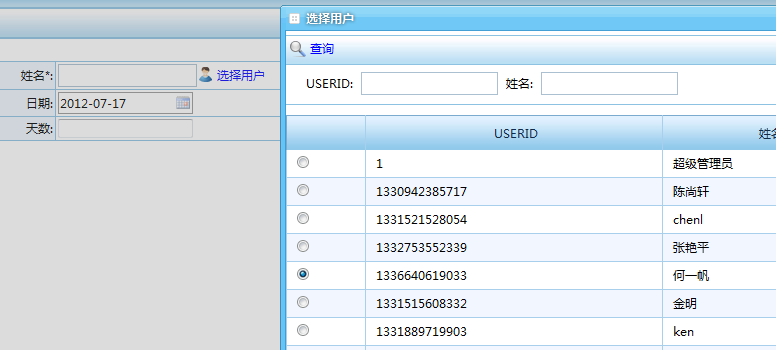 选择用户
查询
姓名*: 选择用户
USERID: 姓名:
日期: 2012-07-17
天数:
USERID 姓名
1 超级管理员
1330942385717 陈尚轩
1331521528054 chenl
1332753552339 张艳平
1336640619033 何一帆
1331515608332 金明
1331889719903 ken